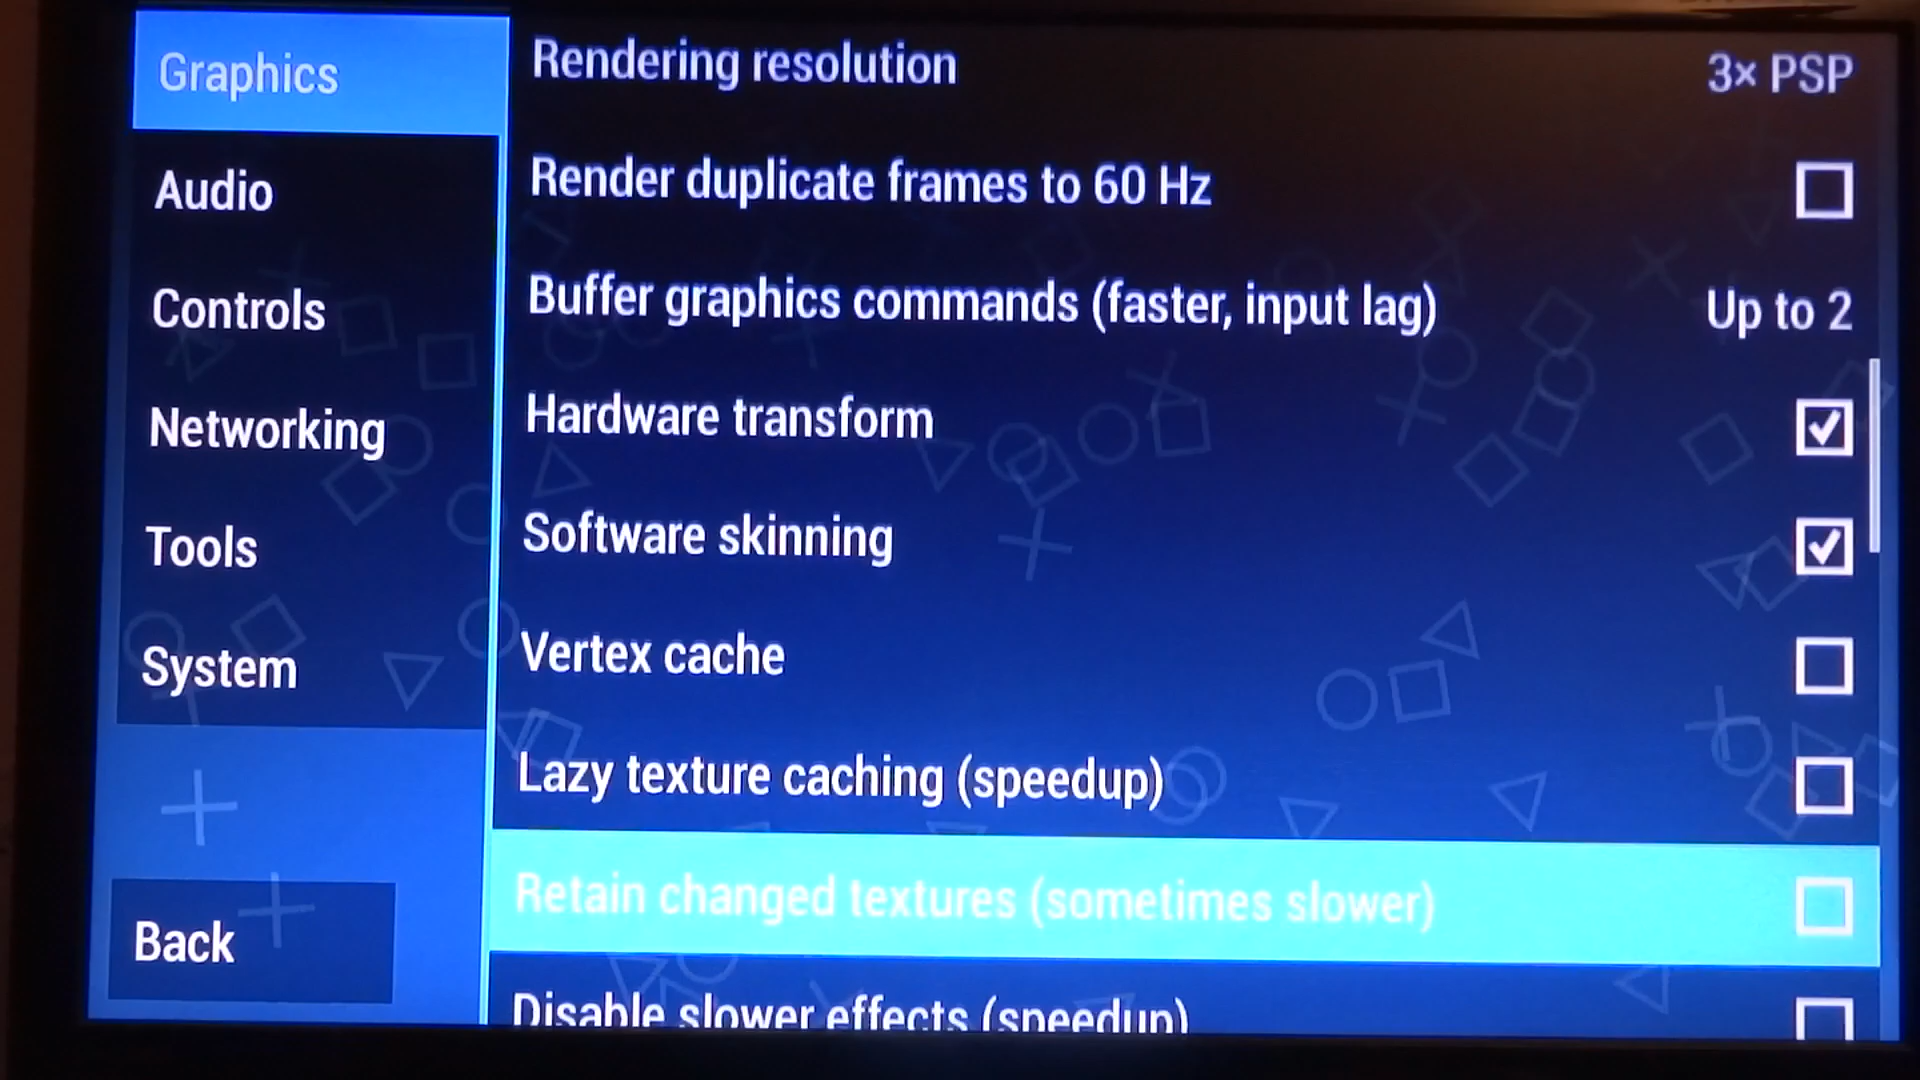 Graphics
Audio
Controls
Networking
Tools
System
Back
Rendering resolution 3× PSP
Render duplicate frames to 60 Hz
Buffer graphics commands (faster, input lag) Up to 2
Hardware transform
Software skinning
Vertex cache
Lazy texture caching (speedup)
Retain changed textures (sometimes slower)
Disable slower effects (speedup)